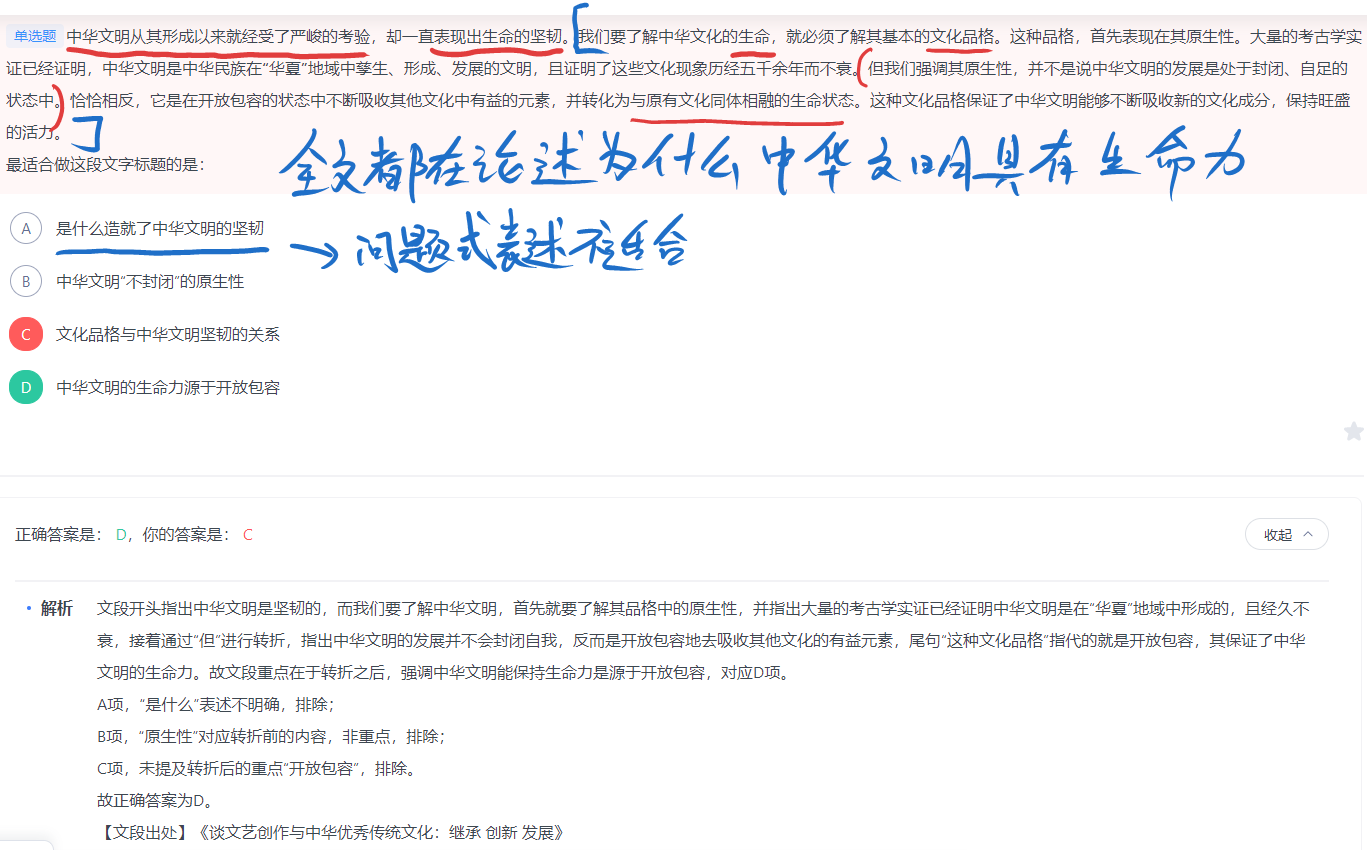 单选题 中华文明从其形成以来就经受了严峻的考验，却一直表现出生命的坚韧。我们要了解中华文化的生命，就必须了解其基本的文化品格。这种品格，首先表现在其原生性。大量的考古学实
证已经证明，中华文明是中华民族在“华夏”地域中孳生、形成、发展的文明，且证明了这些文化现象历经五千余年而不衰。但我们强调其原生性，并不是说中华文明的发展是处于封闭、自足的
状态中。恰恰相反，它是在开放包容的状态中不断吸收其他文化中有益的元素，并转化为与原有文化同体相融的生命状态。这种文化品格保证了中华文明能够不断吸收新的文化成分，保持旺盛
的活力。
最适合做这段文字标题的是：
全文都在论述为什么中华文明具有生命力
A 是什么造就了中华文明的坚韧
问题式表述不适合
B 中华文明“不封闭”的原生性
C 文化品格与中华文明坚韧的关系
D 中华文明的生命力源于开放包容
正确答案是： D，你的答案是： C
收起
解析 文段开头指出中华文明是坚韧的，而我们要了解中华文明，首先就要了解其品格中的原生性，并指出大量的考古学实证已经证明中华文明是在“华夏”地域中形成的，且经久不
衰，接着通过“但”进行转折，指出中华文明的发展并不会封闭自我，反而是开放包容地去吸收其他文化的有益元素，尾句“这种文化品格”指代的就是开放包容，其保证了中华
文明的生命力。故文段重点在于转折之后，强调中华文明能保持生命力是源于开放包容，对应D项。
A项，“是什么”表述不明确，排除；
B项，“原生性”对应转折前的内容，非重点，排除；
C项，未提及转折后的重点“开放包容”，排除。
故正确答案为D。
【文段出处】《谈文艺创作与中华优秀传统文化：继承 创新 发展》